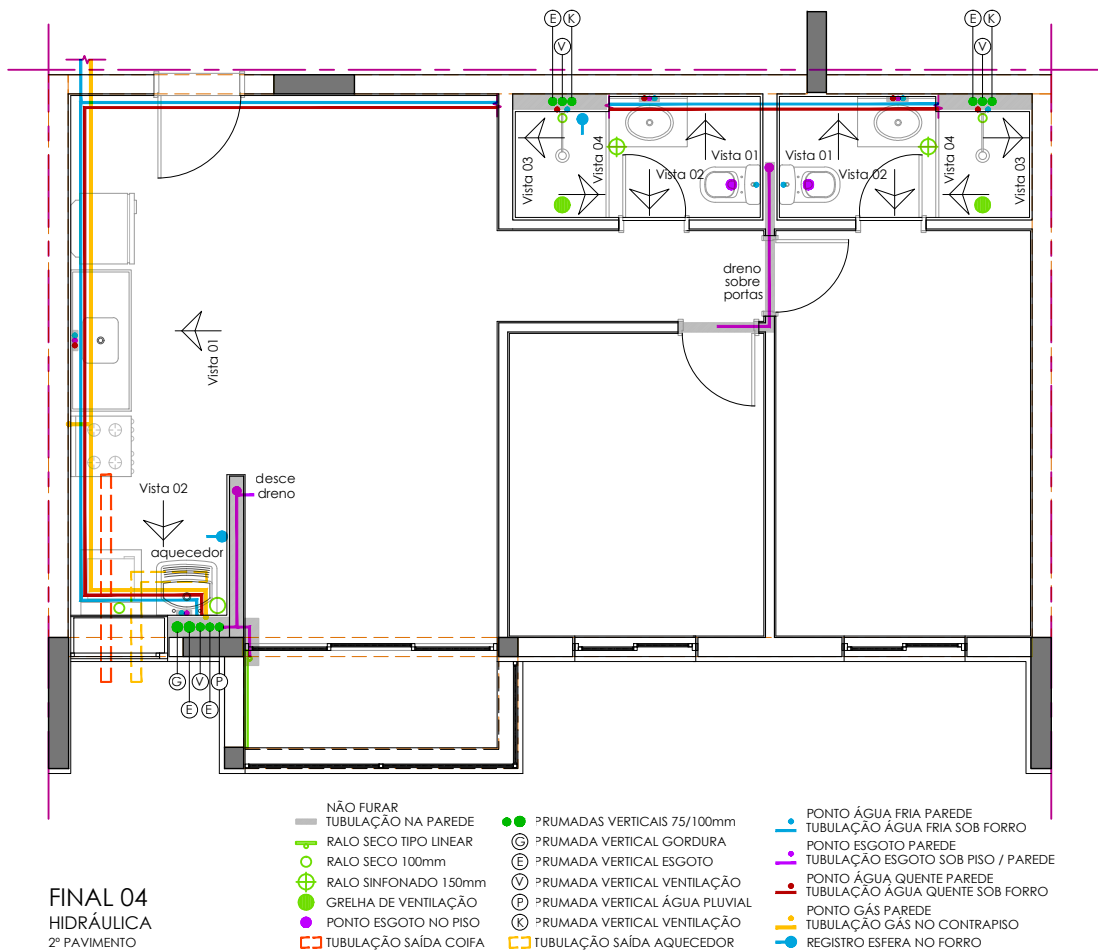 E K
V
E K
V
Vista 03
Vista 04
Vista 01
Vista 02
Vista 01
Vista 02
Vista 04
Vista 03
dreno
sobre
portas
Vista 01
Vista 02
desce
dreno
aquecedor
G V P
E E
NÃO FURAR
TUBULAÇÃO NA PAREDE
RALO SECO TIPO LINEAR
RALO SECO 100mm
RALO SINFONADO 150mm
GRELHA DE VENTILAÇÃO
PONTO ESGOTO NO PISO
TUBULAÇÃO SAÍDA COIFA
PRUMADAS VERTICAIS 75/100mm
G PRUMADA VERTICAL GORDURA
E PRUMADA VERTICAL ESGOTO
V PRUMADA VERTICAL VENTILAÇÃO
P PRUMADA VERTICAL ÁGUA PLUVIAL
K PRUMADA VERTICAL VENTILAÇÃO
TUBULAÇÃO SAÍDA AQUECEDOR
PONTO ÁGUA FRIA PAREDE
TUBULAÇÃO ÁGUA FRIA SOB FORRO
PONTO ESGOTO PAREDE
TUBULAÇÃO ESGOTO SOB PISO / PAREDE
PONTO ÁGUA QUENTE PAREDE
TUBULAÇÃO ÁGUA QUENTE SOB FORRO
PONTO GÁS PAREDE
TUBULAÇÃO GÁS NO CONTRAPISO
REGISTRO ESFERA NO FORRO
FINAL 04
HIDRÁULICA
2º PAVIMENTO